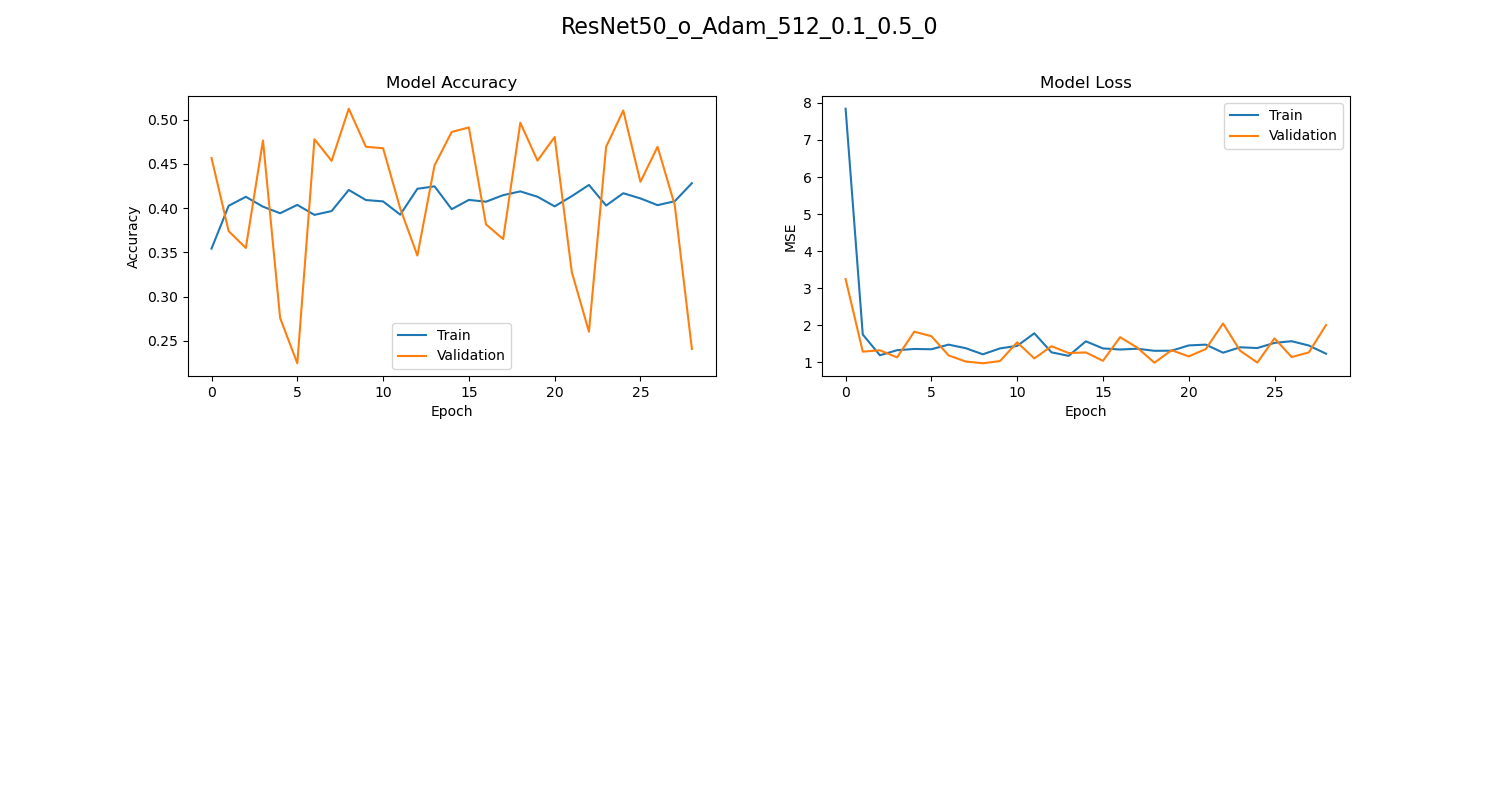 ResNet50_o_Adam_512_0.1_0.5_0
Model Accuracy
Accuracy
0.50
0.45
0.40
0.35
0.30
0.25
Train
Validation
0 5 10 15 20 25
Epoch
Model Loss
MSE
8
7
6
5
4
3
2
1
Train
Validation
0 5 10 15 20 25
Epoch